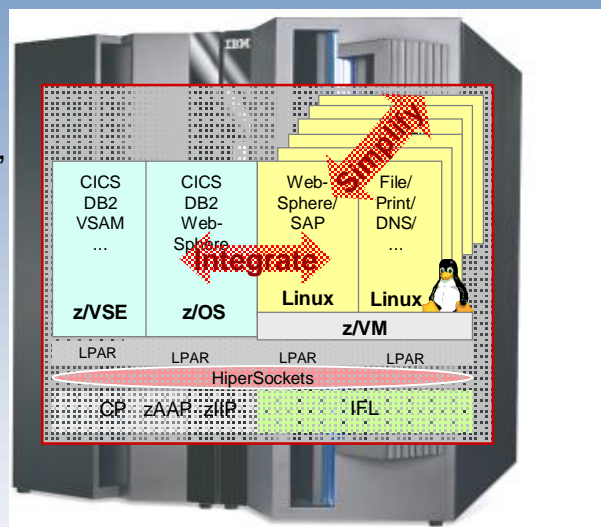 IBM
Simplify
CICS
DB2
VSAM
...
z/VSE
CICS
DB2
Web-
Sphere
z/OS
Web-
Sphere/
SAP
Linux
File/
Print/
DNS/
...
Linux
Integrate
z/VM
LPAR
LPAR
LPAR
LPAR
HiperSockets
CP zAAP zIIP
IFL